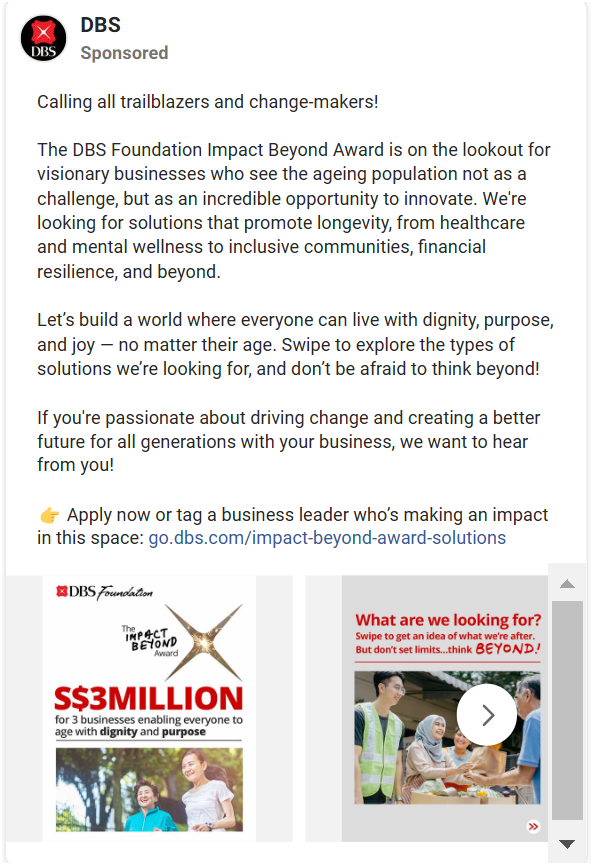 DBS
DBS
Sponsored
Calling all trailblazers and change-makers!
The DBS Foundation Impact Beyond Award is on the lookout for
visionary businesses who see the ageing population not as a
challenge, but as an incredible opportunity to innovate. We're
looking for solutions that promote longevity, from healthcare
and mental wellness to inclusive communities, financial
resilience, and beyond.
Let’s build a world where everyone can live with dignity, purpose,
and joy — no matter their age. Swipe to explore the types of
solutions we’re looking for, and don’t be afraid to think beyond!
If you're passionate about driving change and creating a better
future for all generations with your business, we want to hear
from you!
👉 Apply now or tag a business leader who’s making an impact
in this space: go.dbs.com/impact-beyond-award-solutions
DBS Foundation
The
IMPACT
BEYOND
Award
S$3MILLION
for 3 businesses enabling everyone to
age with dignity and purpose
What are we looking for?
Swipe to get an idea of what we're after.
But don't set limits...think BEYOND!